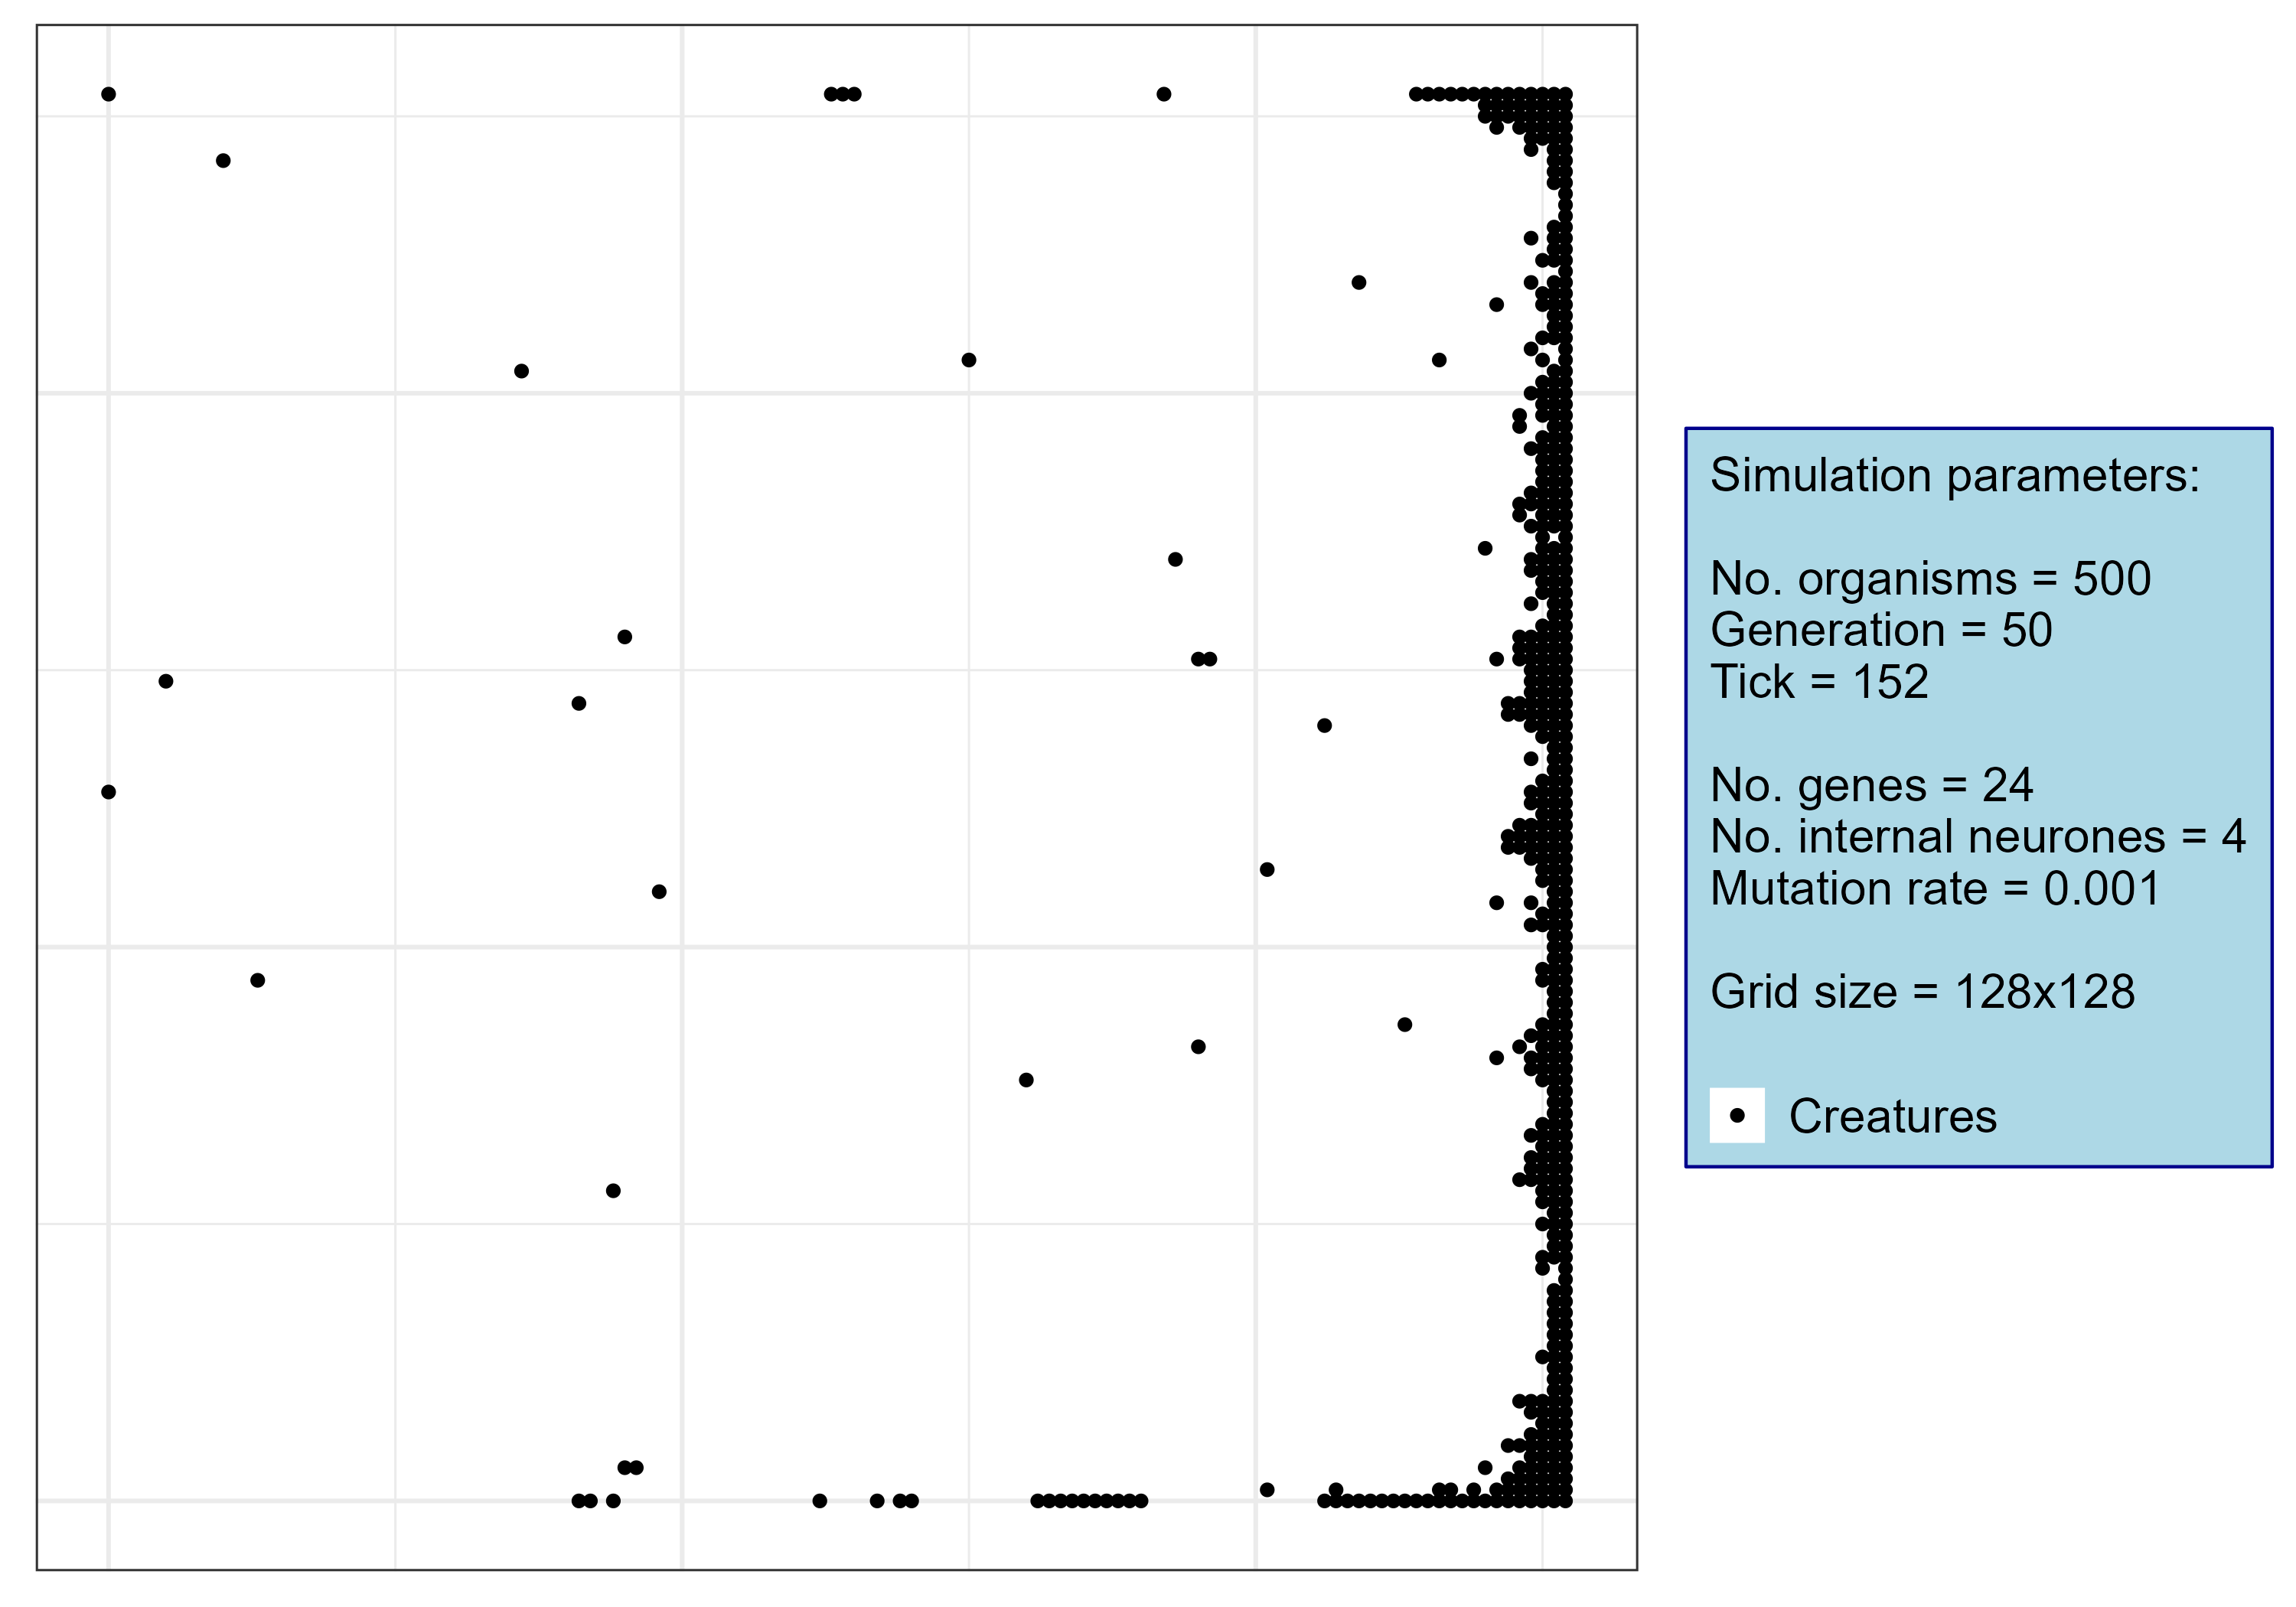 Simulation parameters:
No. organisms = 500
Generation = 50
Tick = 152
No. genes = 24
No. internal neurones = 4
Mutation rate = 0.001
Grid size = 128x128
Creatures